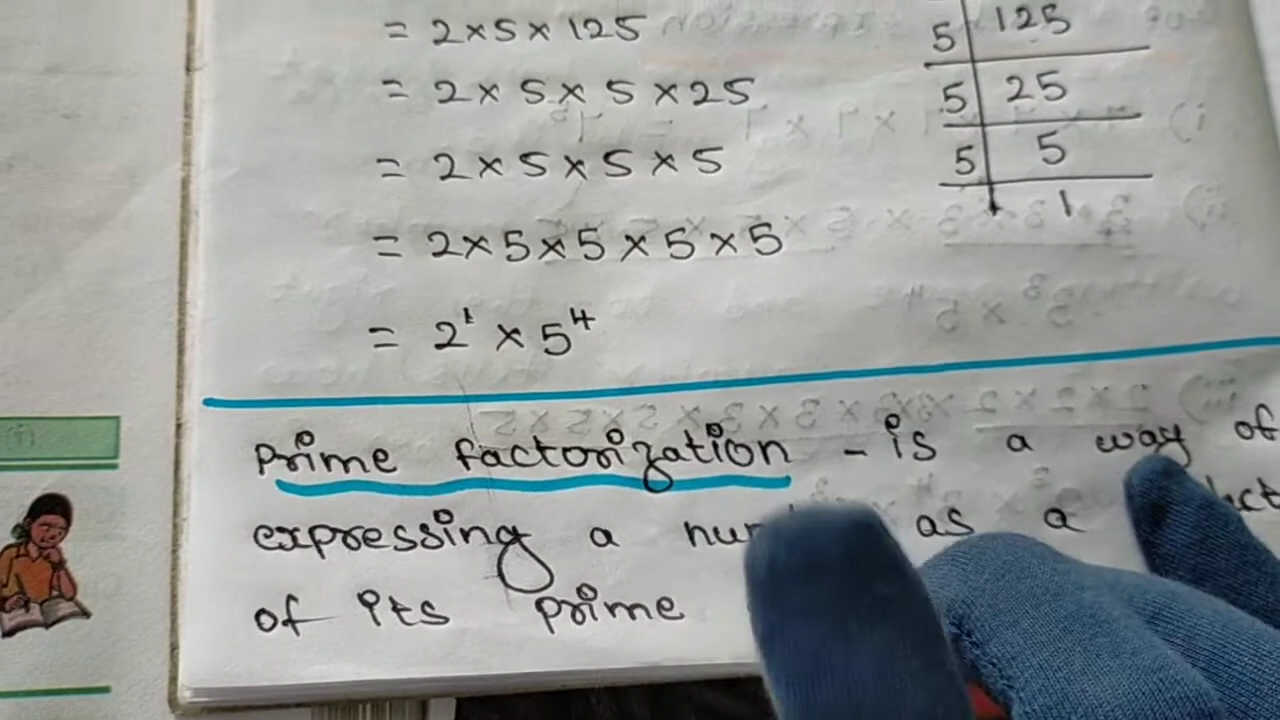 = 2×5×125
= 2× 5× 5 ×25
= 2×5×5×5
= 2×5×5×5×5
= 2¹ × 5⁴
5 | 125
5 | 25
5 | 5
1
Prime factorization - is a way of
expressing a as a
of its prime